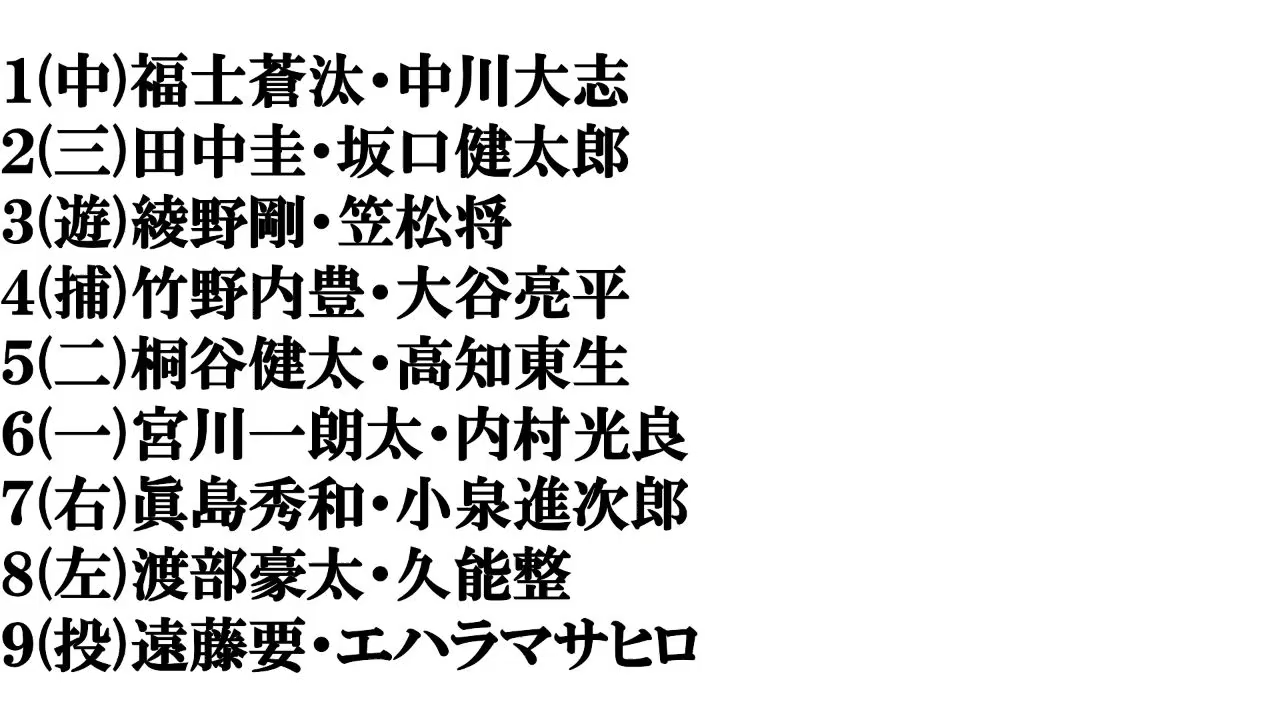 1(中)福士蒼汰・中川大志
2(三)田中圭・坂口健太郎
3(遊)綾野剛・笠松将
4(捕)竹野内豊・大谷亮平
5(二)桐谷健太・高知東生
6(一)宮川一朗太・内村光良
7(右)眞島秀和・小泉進次郎
8(左)渡部豪太・久能整
9(投)遠藤要・エハラマサヒロ